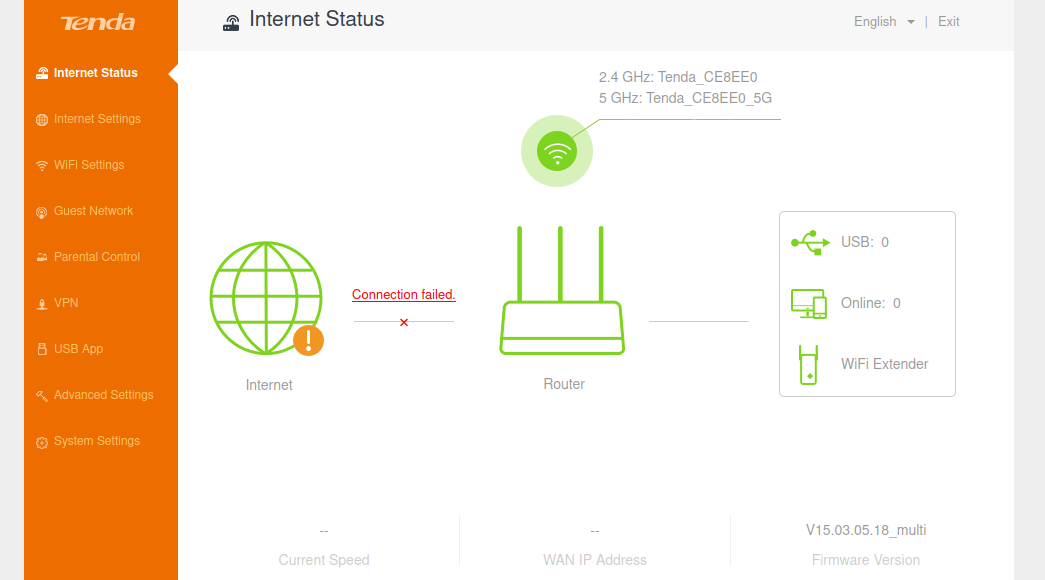 Tenda
Internet Status
English | Exit
Internet Status
Internet Settings
WiFi Settings
Guest Network
Parental Control
VPN
USB App
Advanced Settings
System Settings
2.4 GHz: Tenda_CE8EE0
5 GHz: Tenda_CE8EE0_5G
Connection failed.
Internet
Router
USB: 0
Online: 0
WiFi Extender
--
Current Speed
--
WAN IP Address
V15.03.05.18_multi
Firmware Version